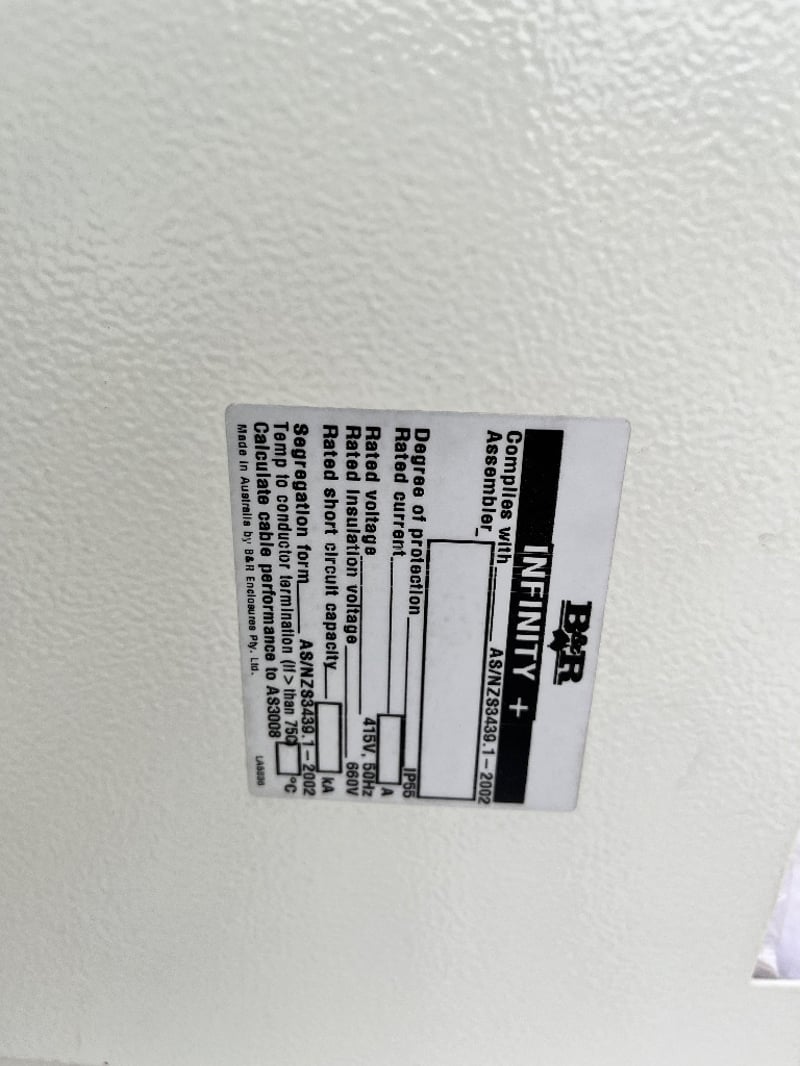 B&R
INFINITY +
Complies with AS/NZS3439.1-2002
Assembler
Degree of protection IP55
Rated current A
Rated voltage 415V, 50Hz
Rated insulation voltage 660V
Rated short circuit capacity kA
Segregation form AS/NZS3439.1-2002
Temp to conductor termination (if > than 75C °C
Calculate cable performance to AS3008
Made in Australia by B&R Enclosures Pty. Ltd.